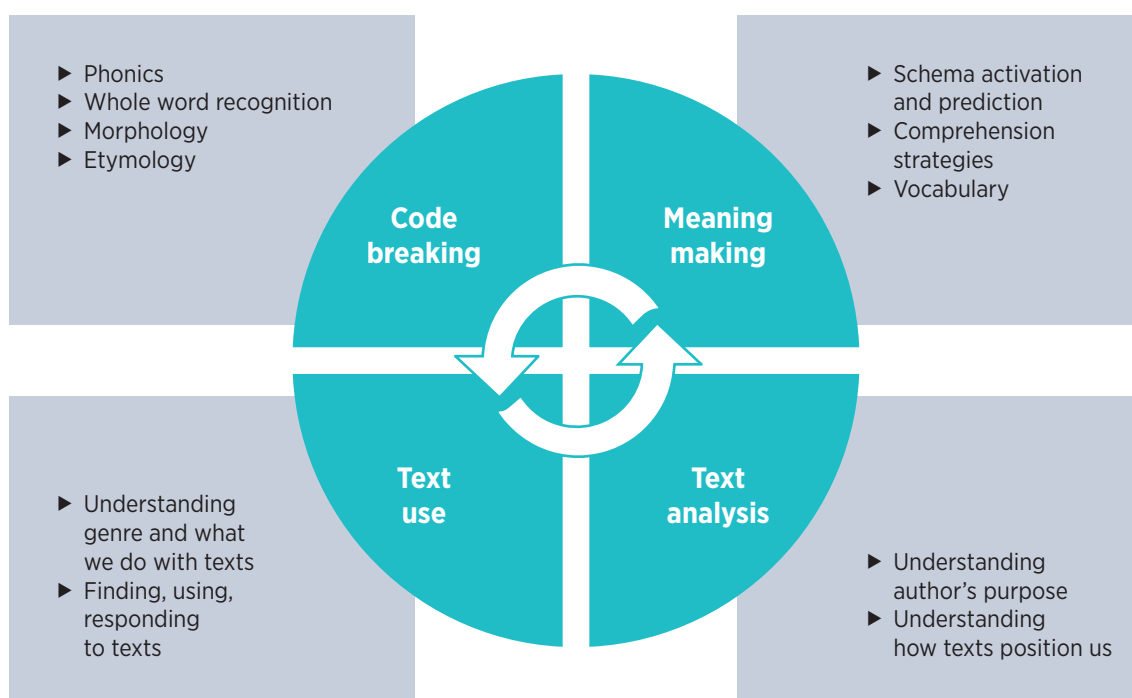 ▶ Phonics
▶ Whole word recognition
▶ Morphology
▶ Etymology
▶ Schema activation
and prediction
▶ Comprehension
strategies
▶ Vocabulary
Code
breaking
Meaning
making
Text
use
Text
analysis
▶ Understanding
genre and what
we do with texts
▶ Finding, using,
responding
to texts
▶ Understanding
author’s purpose
▶ Understanding
how texts position us